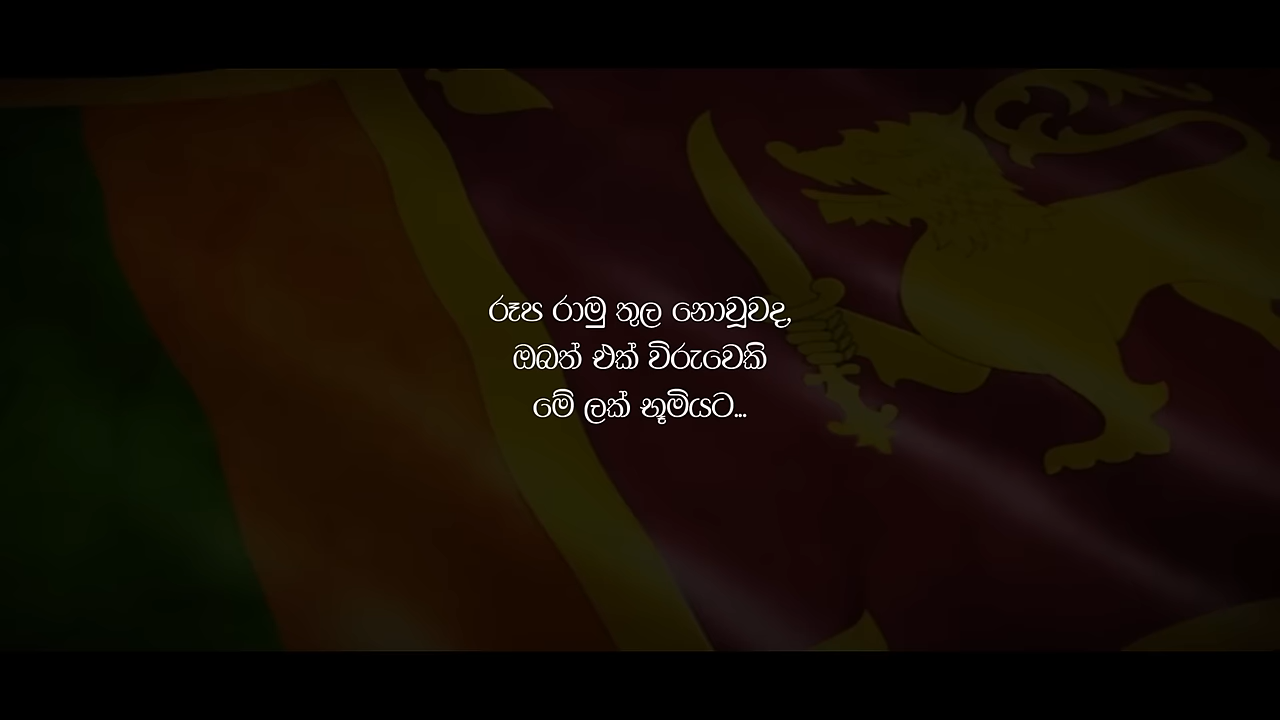 රූප රාමු තුල නොවූවද,
ඔබත් එක් විරුවෙකි
මේ ලක් භූමියට...